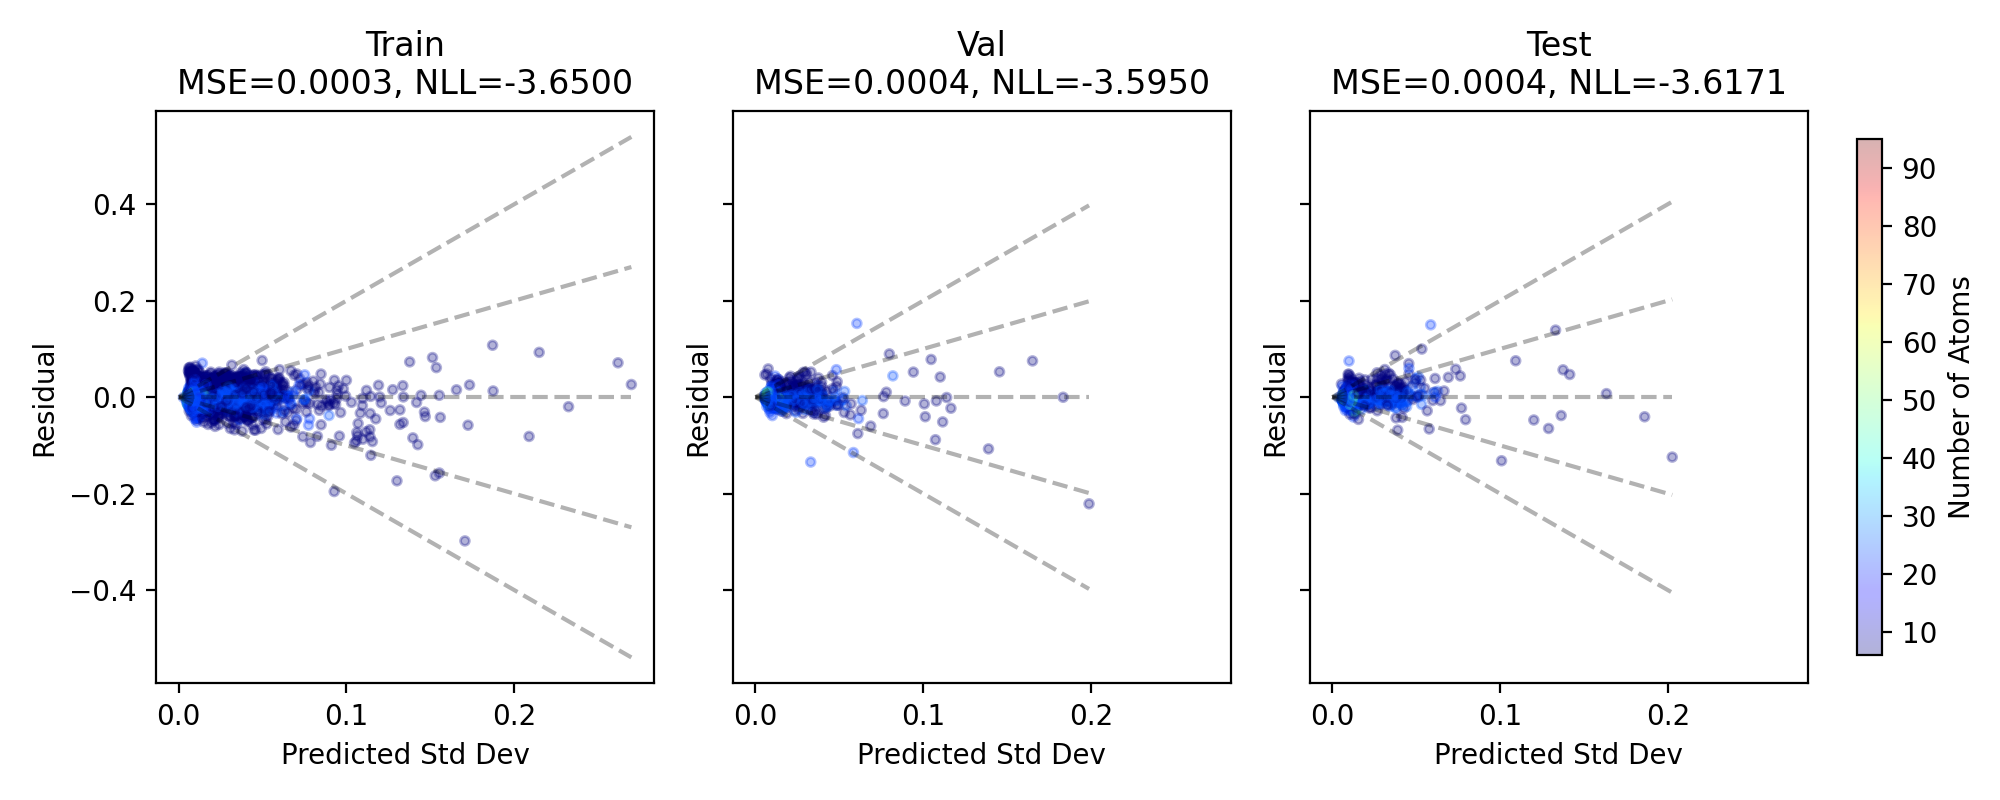 Train
MSE=0.0003, NLL=-3.6500
Val
MSE=0.0004, NLL=-3.5950
Test
MSE=0.0004, NLL=-3.6171
Residual
0.4
0.2
0.0
−0.2
−0.4
0.0 0.1 0.2
Predicted Std Dev
Residual
0.0 0.1 0.2
Predicted Std Dev
Residual
0.0 0.1 0.2
Predicted Std Dev
90
80
70
60
50
40
30
20
10
Number of Atoms